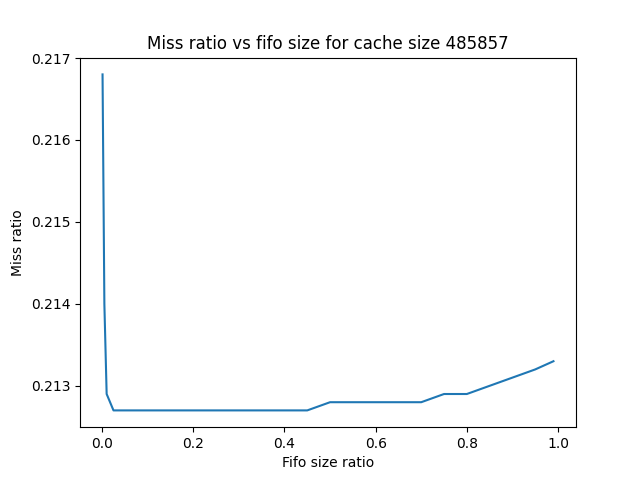 Miss ratio vs fifo size for cache size 485857
0.217
0.216
0.215
0.214
0.213
Miss ratio
0.0 0.2 0.4 0.6 0.8 1.0
Fifo size ratio